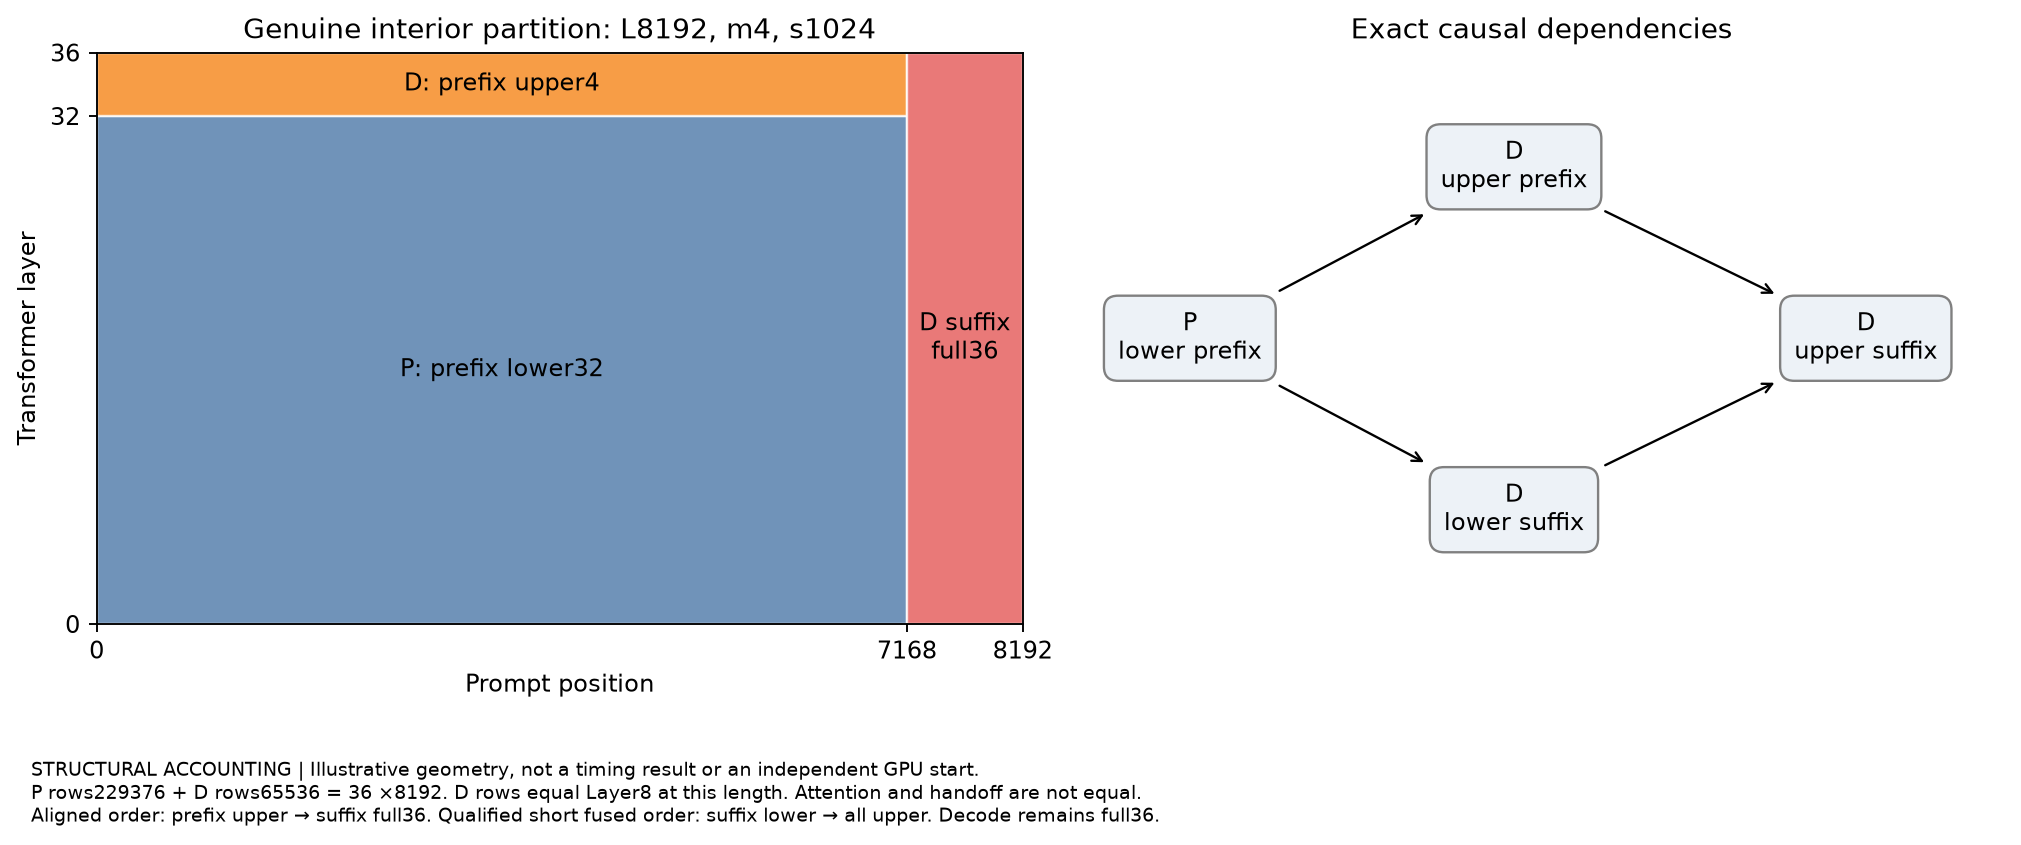 Genuine interior partition: L8192, m4, s1024
36
32
0
Transformer layer
D: prefix upper4
P: prefix lower32
D suffix
full36
0
7168
8192
Prompt position
Exact causal dependencies
D
upper prefix
P
lower prefix
D
upper suffix
D
lower suffix
STRUCTURAL ACCOUNTING | Illustrative geometry, not a timing result or an independent GPU start.
P rows229376 + D rows65536 = 36 ×8192. D rows equal Layer8 at this length. Attention and handoff are not equal.
Aligned order: prefix upper → suffix full36. Qualified short fused order: suffix lower → all upper. Decode remains full36.